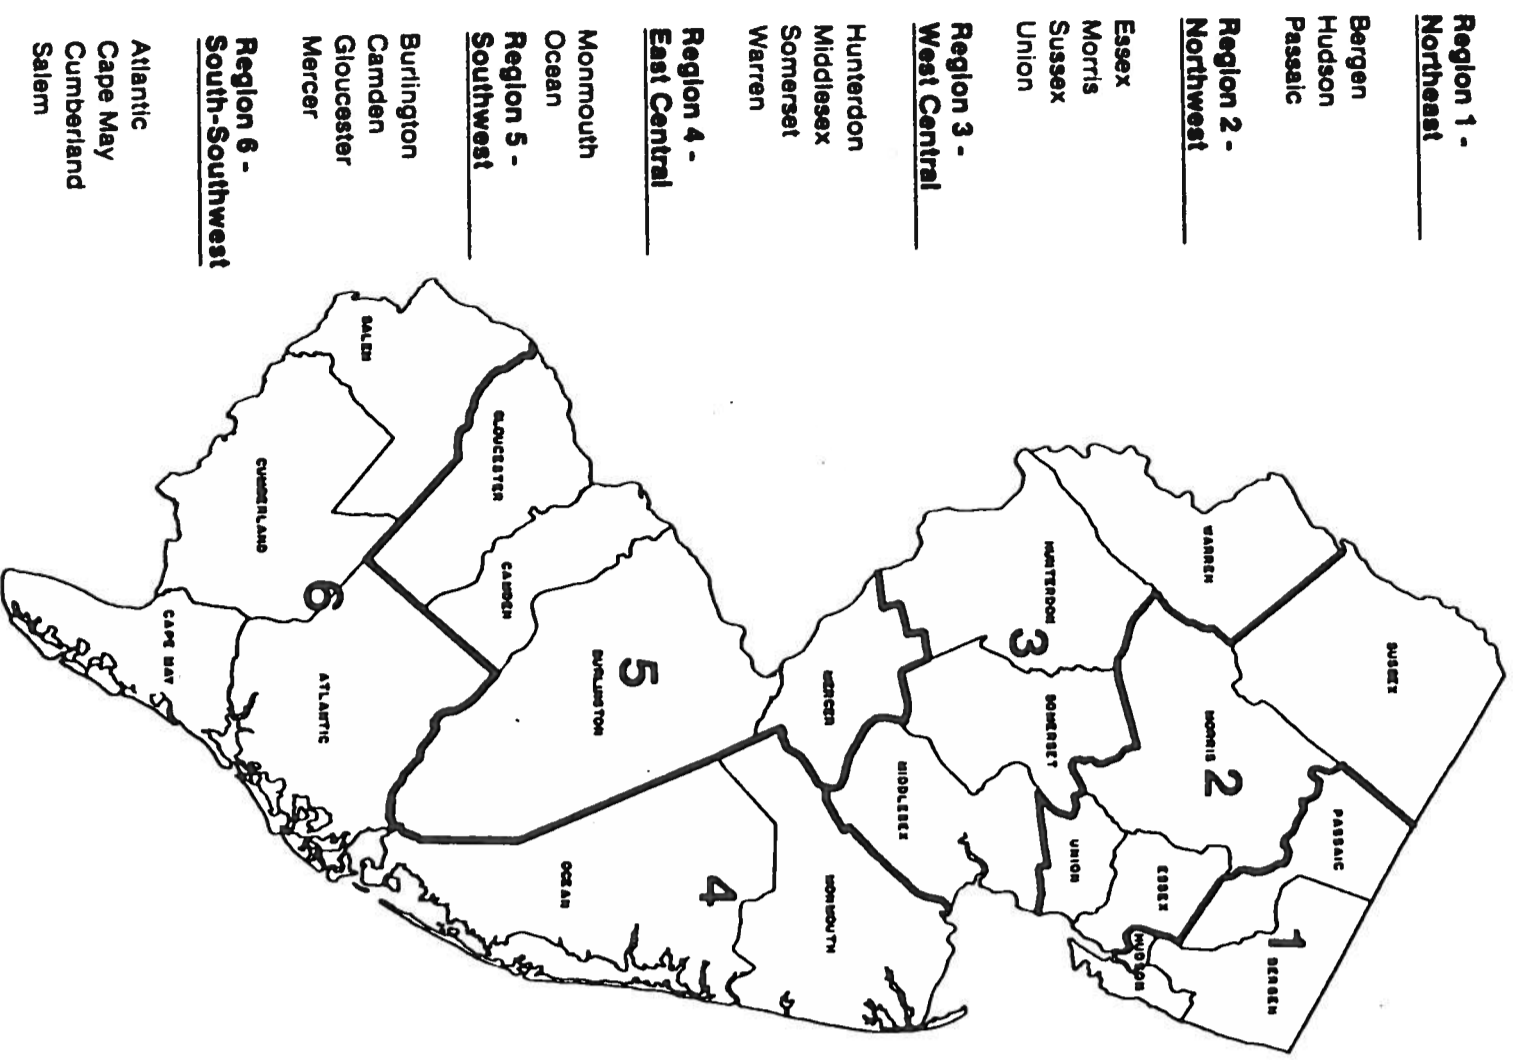 Region 1 -
Northeast
Bergen
Hudson
Passaic
Region 2 -
Northwest
Essex
Morris
Sussex
Union
Region 3 -
West Central
Hunterdon
Middlesex
Somerset
Warren
Region 4 -
East Central
Monmouth
Ocean
Region 5 -
Southwest
Burlington
Camden
Gloucester
Mercer
Region 6 -
South-Southwest
Atlantic
Cape May
Cumberland
Salem
SUSSEX
PASSAIC
BERGEN
1
WARREN
MORRIS
2
ESSEX
HUDSON
UNION
HUNTERDON
3
SOMERSET
MIDDLESEX
MERCER
MONMOUTH
4
OCEAN
5
BURLINGTON
CAMDEN
GLOUCESTER
SALEM
6
ATLANTIC
CUMBERLAND
CAPE MAY